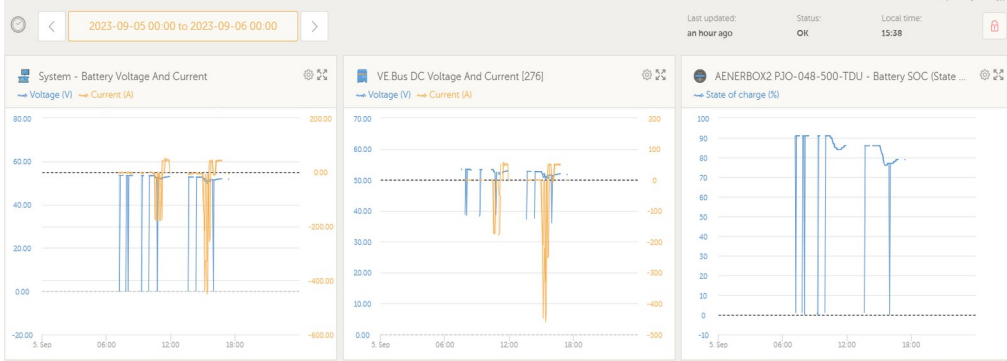 2023-09-05 00:00 to 2023-09-06 00:00
Last updated:
an hour ago
Status:
OK
Local time:
15:38
System - Battery Voltage And Current
Voltage (V) Current (A)
80.00 200.00
60.00 0.00
40.00 -200.00
20.00
0.00 -400.00
-20.00 -600.00
5. Sep 06:00 12:00 18:00
VE.Bus DC Voltage And Current [276]
Voltage (V) Current (A)
70.00 200
60.00 100
50.00 0
40.00 -100
30.00 -200
20.00 -300
10.00 -400
0.00 -500
5. Sep 06:00 12:00 18:00
AENERBOX2 PJO-048-500-TDU - Battery SOC (State ...
State of charge (%)
100
90
80
70
60
50
40
30
20
10
0
-10
5. Sep 06:00 12:00 18:00